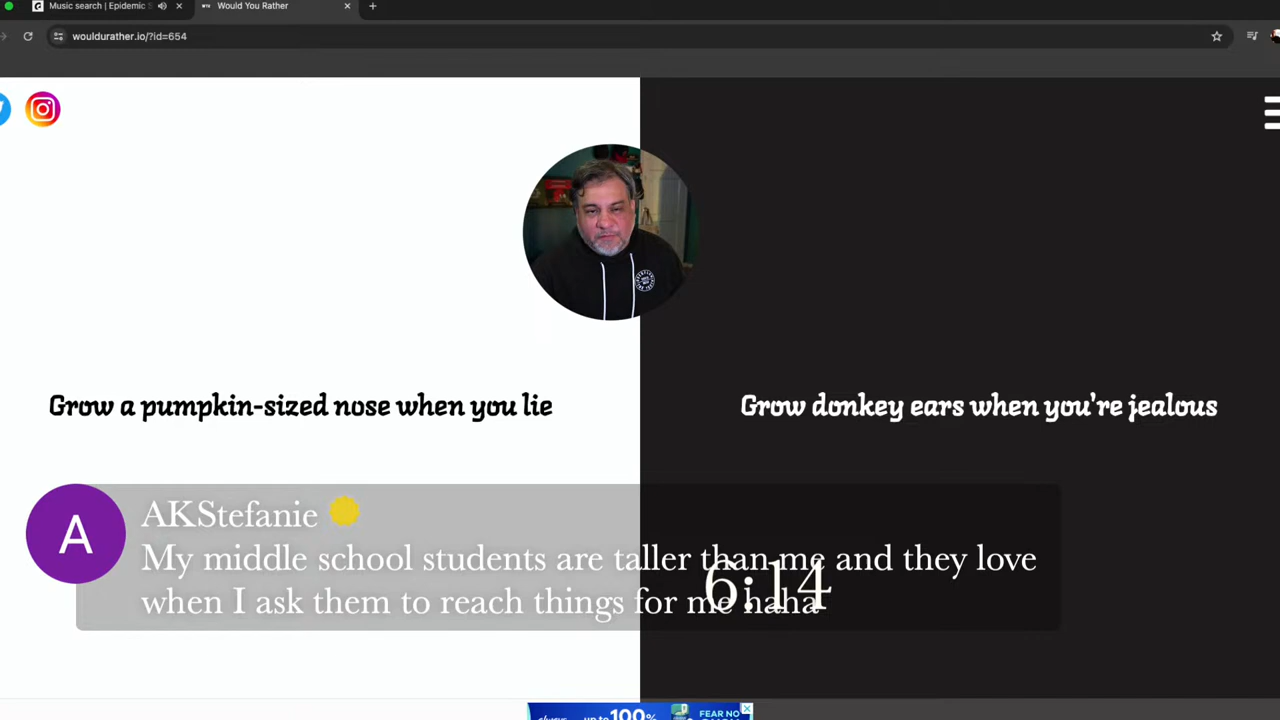 Music search | Epidemic S
Would You Rather
wouldurather.io/?id=654
Grow a pumpkin-sized nose when you lie
Grow donkey ears when you're jealous
A
AKStefanie
My middle school students are taller than me and they love
when I ask them to reach things for me haha
6:14
up to 100%
FEAR NO